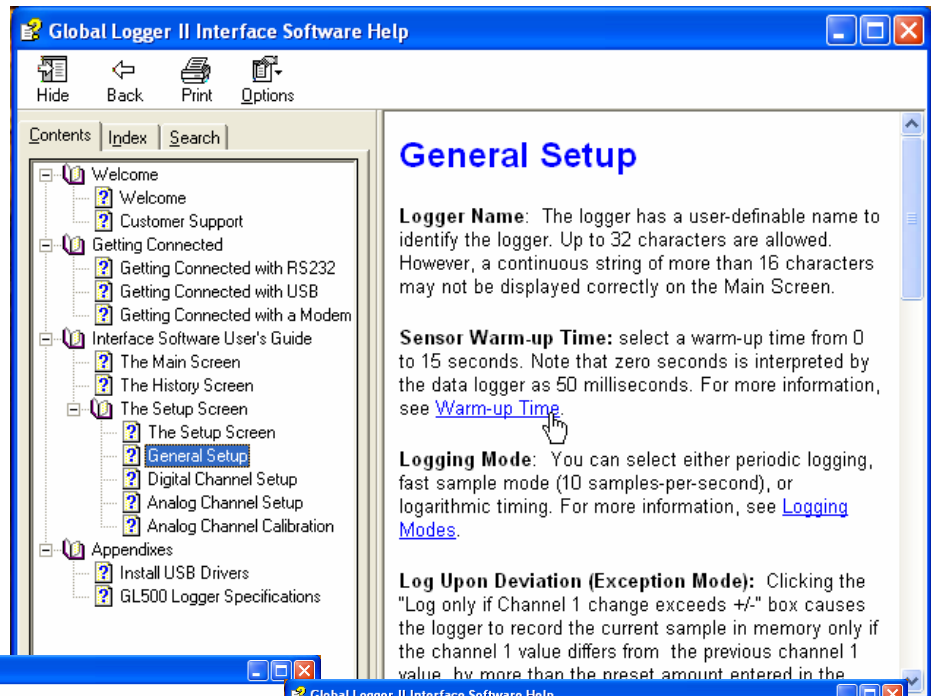 Global Logger II Interface Software Help
Hide Back Print Options
Contents Index Search
Welcome
Welcome
Customer Support
Getting Connected
Getting Connected with RS232
Getting Connected with USB
Getting Connected with a Modem
Interface Software User's Guide
The Main Screen
The History Screen
The Setup Screen
The Setup Screen
General Setup
Digital Channel Setup
Analog Channel Setup
Analog Channel Calibration
Appendixes
Install USB Drivers
GL500 Logger Specifications
General Setup
Logger Name: The logger has a user-definable name to
identify the logger. Up to 32 characters are allowed.
However, a continuous string of more than 16 characters
may not be displayed correctly on the Main Screen.
Sensor Warm-up Time: select a warm-up time from 0
to 15 seconds. Note that zero seconds is interpreted by
the data logger as 50 milliseconds. For more information,
see Warm-up Time.
Logging Mode: You can select either periodic logging,
fast sample mode (10 samples-per-second), or
logarithmic timing. For more information, see Logging
Modes.
Log Upon Deviation (Exception Mode): Clicking the
"Log only if Channel 1 change exceeds +/-" box causes
the logger to record the current sample in memory only if
the channel 1 value differs from the previous channel 1
value by more than the preset amount entered in the
Global Logger II Interface Software Help